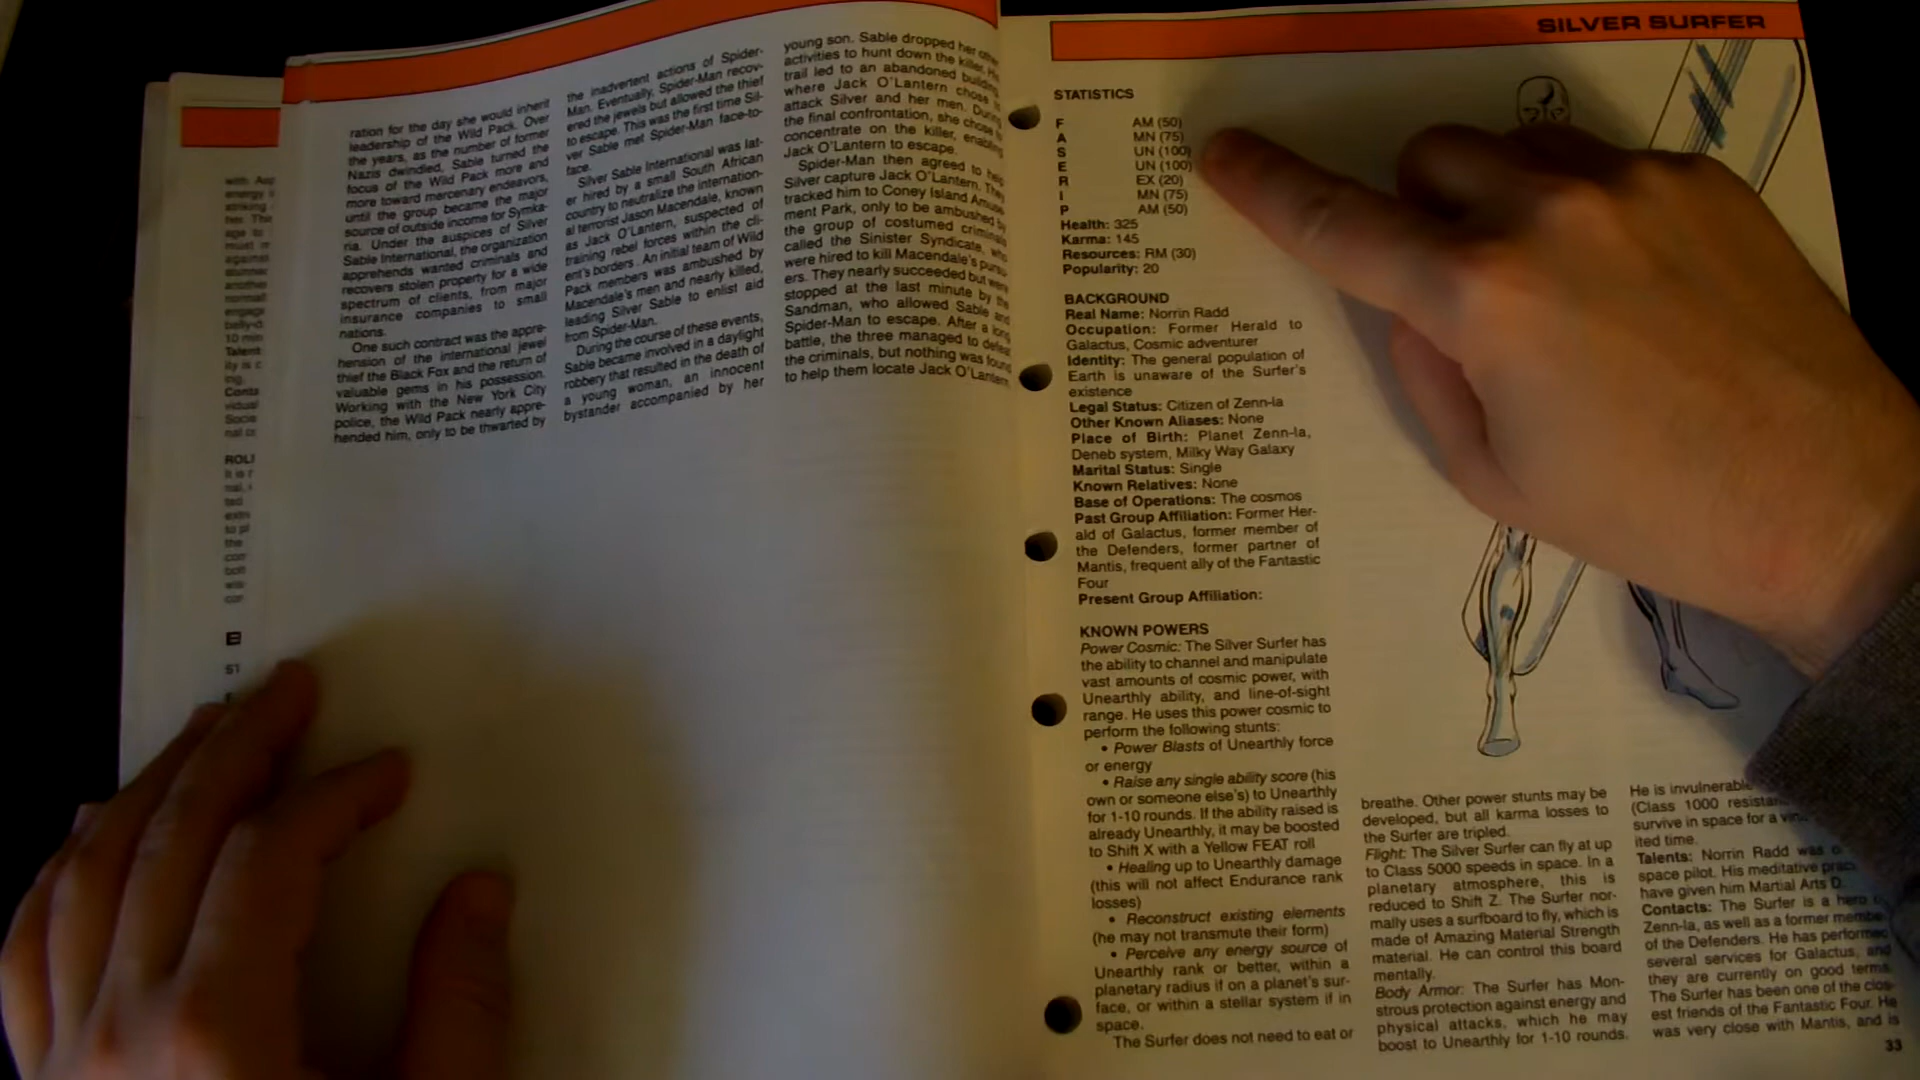 ration for the day she would inherit
leadership of the Wild Pack. Over
the years, as the number of former
Nazis dwindled, Sable turned the
focus of the Wild Pack more and
more toward mercenary endeavors,
until the group became the major
source of outside income for Symka-
ria. Under the auspices of Silver
Sable International, the organization
apprehends wanted criminals and
recovers stolen property for a wide
spectrum of clients, from major
insurance companies to small
nations.
One such contract was the appre-
hension of the international jewel
thief the Black Fox and the return of
valuable gems in his possession.
Working with the New York City
police, the Wild Pack nearly appre-
hended him, only to be thwarted by
the inadvertent actions of Spider-
Man. Eventually, Spider-Man recov-
ered the jewels but allowed the thief
to escape. This was the first time Sil-
ver Sable met Spider-Man face-to-
face.
Silver Sable International was lat-
er hired by a small South African
country to neutralize the internation-
al terrorist Jason Macendale, known
as Jack O'Lantern, suspected of
training rebel forces within the cli-
ent's borders. An initial team of Wild
Pack members was ambushed by
Macendale's men and nearly killed,
leading Silver Sable to enlist aid
from Spider-Man.
During the course of these events,
Sable became involved in a daylight
robbery that resulted in the death of
a young woman, an innocent
bystander accompanied by her
young son. Sable dropped her other
activities to hunt down the killer. His
trail led to an abandoned building
where Jack O'Lantern chose to
attack Silver and her men. During
the final confrontation, she chose to
concentrate on the killer, enabling
Jack O'Lantern to escape.
Spider-Man then agreed to help
Silver capture Jack O'Lantern. They
tracked him to Coney Island Amuse-
ment Park, only to be ambushed by
the group of costumed criminals
called the Sinister Syndicate, who
were hired to kill Macendale's pursu-
ers. They nearly succeeded but were
stopped at the last minute by the
Sandman, who allowed Sable and
Spider-Man to escape. After a long
battle, the three managed to defeat
the criminals, but nothing was found
to help them locate Jack O'Lantern.
SILVER SURFER
STATISTICS
F AM (50)
A MN (75)
S UN (100)
E UN (100)
R EX (20)
I MN (75)
P AM (50)
Health: 325
Karma: 145
Resources: RM (30)
Popularity: 20
BACKGROUND
Real Name: Norrin Radd
Occupation: Former Herald to
Galactus, Cosmic adventurer
Identity: The general population of
Earth is unaware of the Surfer's
existence
Legal Status: Citizen of Zenn-la
Other Known Aliases: None
Place of Birth: Planet Zenn-la,
Deneb system, Milky Way Galaxy
Marital Status: Single
Known Relatives: None
Base of Operations: The cosmos
Past Group Affiliation: Former Her-
ald of Galactus, former member of
the Defenders, former partner of
Mantis, frequent ally of the Fantastic
Four
Present Group Affiliation:
KNOWN POWERS
Power Cosmic: The Silver Surfer has
the ability to channel and manipulate
vast amounts of cosmic power, with
Unearthly ability, and line-of-sight
range. He uses this power cosmic to
perform the following stunts:
• Power Blasts of Unearthly force
or energy
• Raise any single ability score (his
own or someone else's) to Unearthly
for 1-10 rounds. If the ability raised is
already Unearthly, it may be boosted
to Shift X with a Yellow FEAT roll
• Healing up to Unearthly damage
(this will not affect Endurance rank
losses)
• Reconstruct existing elements
(he may not transmute their form)
• Perceive any energy source of
Unearthly rank or better, within a
planetary radius if on a planet's sur-
face, or within a stellar system if in
space.
The Surfer does not need to eat or
breathe. Other power stunts may be
developed, but all karma losses to
the Surfer are tripled.
Flight: The Silver Surfer can fly at up
to Class 5000 speeds in space. In a
planetary atmosphere, this is
reduced to Shift Z. The Surfer nor-
mally uses a surfboard to fly, which is
made of Amazing Material Strength
material. He can control this board
mentally.
Body Armor: The Surfer has Mon-
strous protection against energy and
physical attacks, which he may
boost to Unearthly for 1-10 rounds.
He is invulnerable
(Class 1000
survive in space for a
ited time.
Talents: Norrin Radd was
space pilot. His meditative
have given him Martial Arts D.
Contacts: The Surfer is a hero
Zenn-la, as well as a former
of the Defenders. He has performed
several services for Galactus, and
they are currently on good terms.
The Surfer has been one of the clos-
est friends of the Fantastic Four. He
was very close with Mantis, and is
33